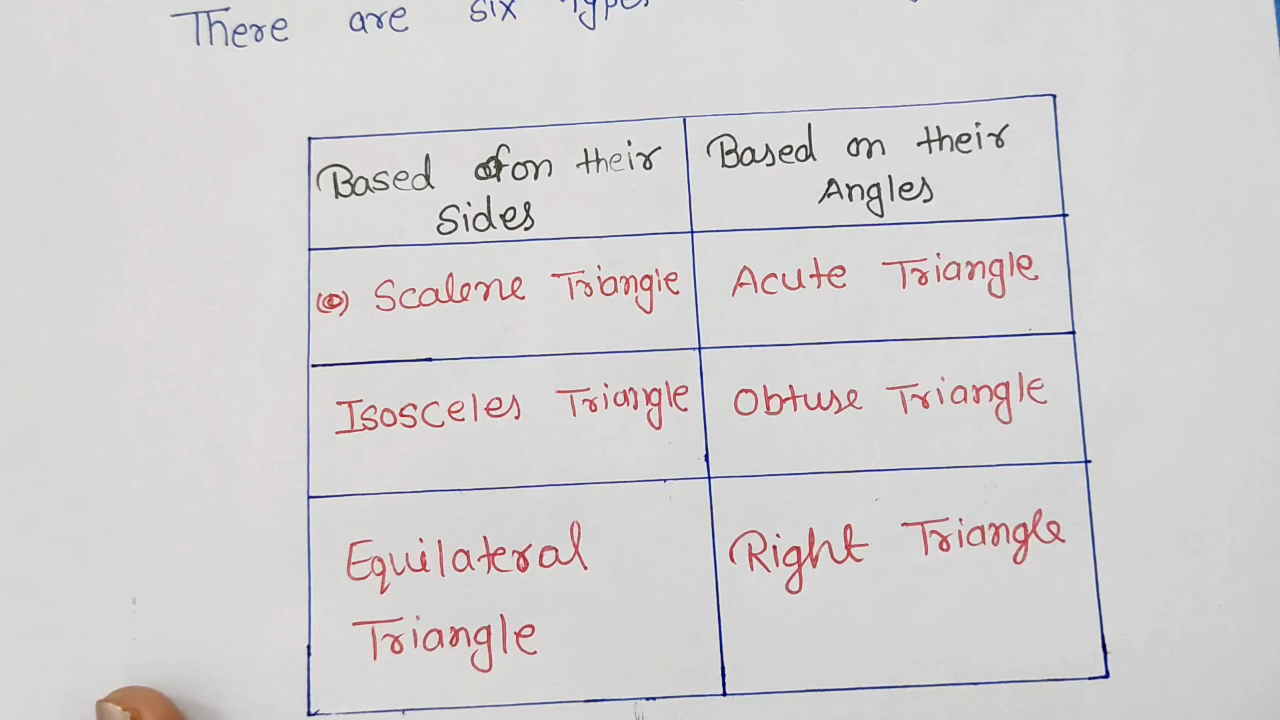 There are six types
Based on their
Sides
Based on their
Angles
Scalene Triangle
Acute Triangle
Isosceles Triangle
Obtuse Triangle
Equilateral
Triangle
Right Triangle